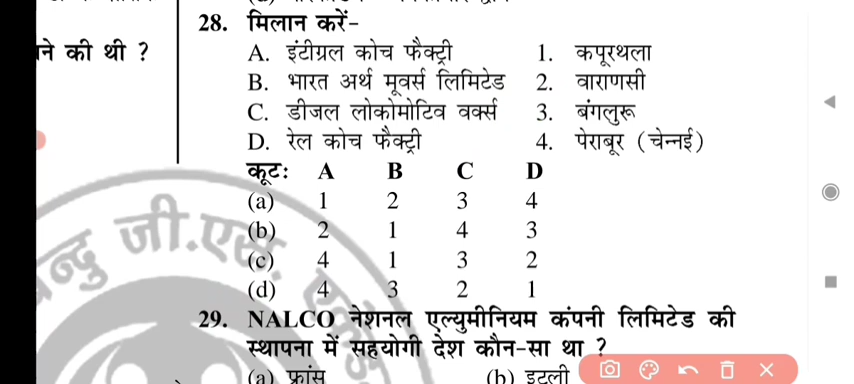 28. मिलान करें–
ने की थी ?
A. इंटीग्रल कोच फैक्ट्री 1. कपूरथला
B. भारत अर्थ मूवर्स लिमिटेड 2. वाराणसी
C. डीजल लोकोमोटिव वर्क्स 3. बंगलुरू
D. रेल कोच फैक्ट्री 4. पेराबूर (चेन्नई)
कूटः A B C D
(a) 1 2 3 4
(b) 2 1 4 3
(c) 4 1 3 2
(d) 4 3 2 1
29. NALCO नेशनल एल्युमीनियम कंपनी लिमिटेड की
स्थापना में सहयोगी देश कौन-सा था ?
(a) फ्रांस (b) इटली